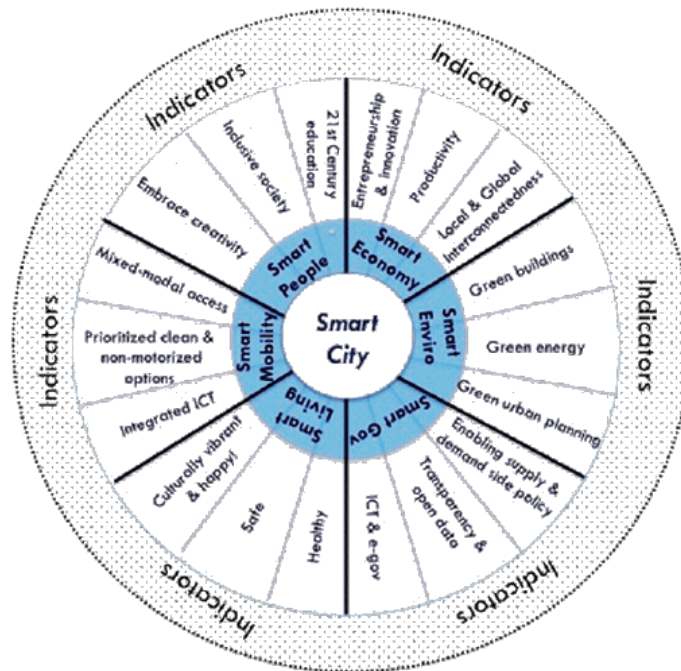 Indicators
Indicators
Indicators
Indicators
Indicators
Indicators
Smart
City
Smart
Economy
Entrepreneurship
& innovation
Productivity
Local & Global
Interconnectedness
Smart
Enviro
Green buildings
Green energy
Green urban planning
Smart Gov
Enabling supply &
demand side policy
Transparency &
open data
ICT & e-gov
Smart
Living
Healthy
Safe
Culturally vibrant
& happy!
Smart
Mobility
Integrated ICT
Prioritized clean &
non-motorized
options
Mixed-modal access
Smart
People
Embrace creativity
Inclusive society
21st Century
education